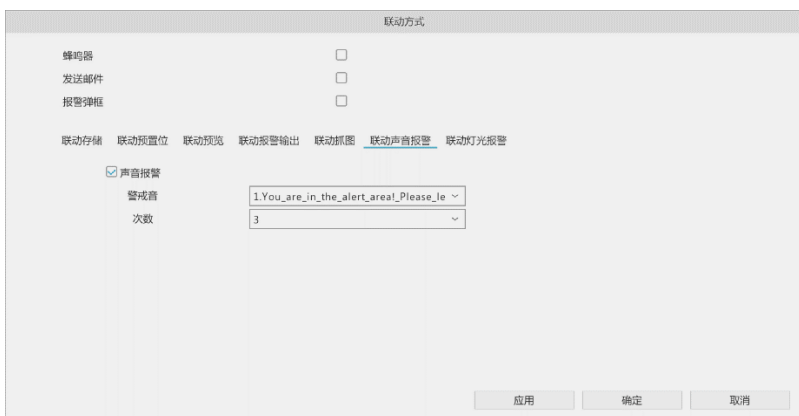 联动方式
蜂鸣器
发送邮件
报警弹框
联动存储 联动预置位 联动预览 联动报警输出 联动抓图 联动声音报警 联动灯光报警
声音报警
警戒音 1.You_are_in_the_alert_area!_Please_le
次数 3
应用 确定 取消